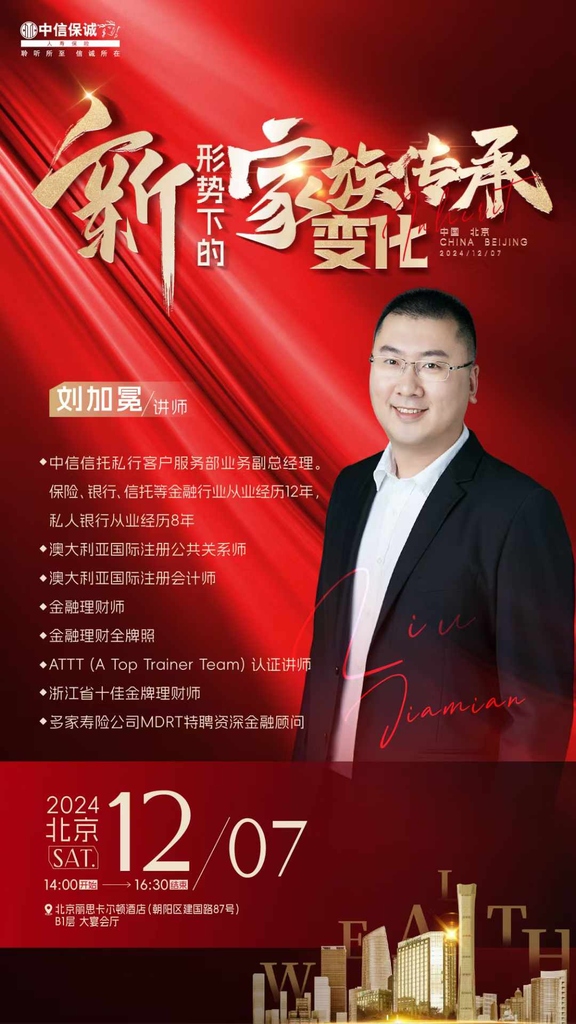 中信保诚人寿
人有信的
聆听所至 信诚所在
新形势下的家族传承变化
中国 北京
CHINA BEIJING
2024/12/07
刘加冕/讲师
◆中信信托私行客户服务部业务副总经理。
保险、银行、信托等金融行业从业经历12年，
私人银行从业经历8年
◆澳大利亚国际注册公共关系师
◆澳大利亚国际注册会计师
◆金融理财师
◆金融理财全牌照
◆ATTT (A Top Trainer Team) 认证讲师
◆浙江省十佳金牌理财师
◆多家寿险公司MDRT特聘资深金融顾问
Liu
Jiamian
2024
北京
SAT.
12/07
14:00开始→16:30结束
北京丽思卡尔顿酒店（朝阳区建国路87号）
B1层 大宴会厅
WEALTH